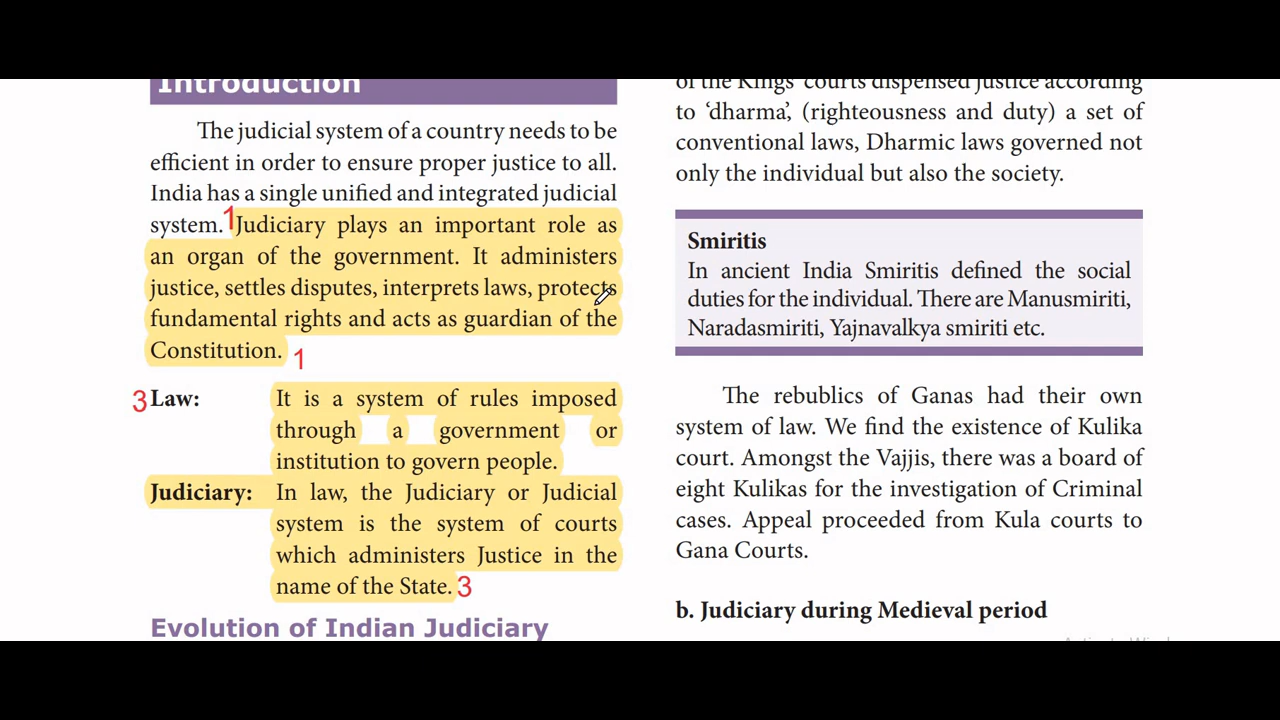 Introduction
The judicial system of a country needs to be
efficient in order to ensure proper justice to all.
India has a single unified and integrated judicial
system. 1 Judiciary plays an important role as
an organ of the government. It administers
justice, settles disputes, interprets laws, protects
fundamental rights and acts as guardian of the
Constitution. 1
3 Law: It is a system of rules imposed
through a government or
institution to govern people.
Judiciary: In law, the Judiciary or Judicial
system is the system of courts
which administers Justice in the
name of the State. 3
Evolution of Indian Judiciary
of the Kings' courts dispensed justice according
to ‘dharma’, (righteousness and duty) a set of
conventional laws, Dharmic laws governed not
only the individual but also the society.
Smiritis
In ancient India Smiritis defined the social
duties for the individual. There are Manusmiriti,
Naradasmiriti, Yajnavalkya smiriti etc.
The rebublics of Ganas had their own
system of law. We find the existence of Kulika
court. Amongst the Vajjis, there was a board of
eight Kulikas for the investigation of Criminal
cases. Appeal proceeded from Kula courts to
Gana Courts.
b. Judiciary during Medieval period